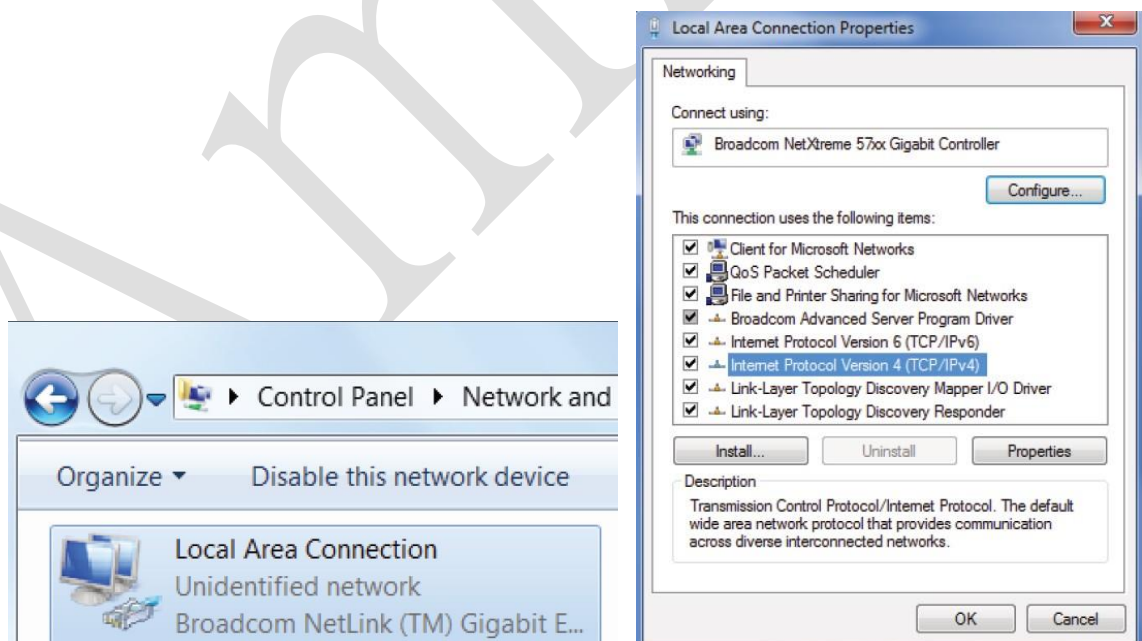 Control Panel ▸ Network and
Organize ▾ Disable this network device
Local Area Connection
Unidentified network
Broadcom NetLink (TM) Gigabit E...
Local Area Connection Properties
Networking
Connect using:
Broadcom NetXtreme 57xx Gigabit Controller
Configure...
This connection uses the following items:
Client for Microsoft Networks
QoS Packet Scheduler
File and Printer Sharing for Microsoft Networks
Broadcom Advanced Server Program Driver
Internet Protocol Version 6 (TCP/IPv6)
Internet Protocol Version 4 (TCP/IPv4)
Link-Layer Topology Discovery Mapper I/O Driver
Link-Layer Topology Discovery Responder
Install... Uninstall Properties
Description
Transmission Control Protocol/Internet Protocol. The default
wide area network protocol that provides communication
across diverse interconnected networks.
OK Cancel